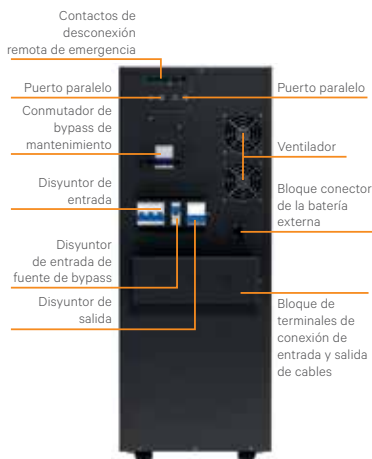 Contactos de
desconexión
remota de emergencia
Puerto paralelo
Conmutador de
bypass de
mantenimiento
Disyuntor de
entrada
Disyuntor
de entrada de
fuente de bypass
Disyuntor de
salida
Puerto paralelo
Ventilador
Bloque conector
de la batería
externa
Bloque de
terminales de
conexión de
entrada y salida
de cables